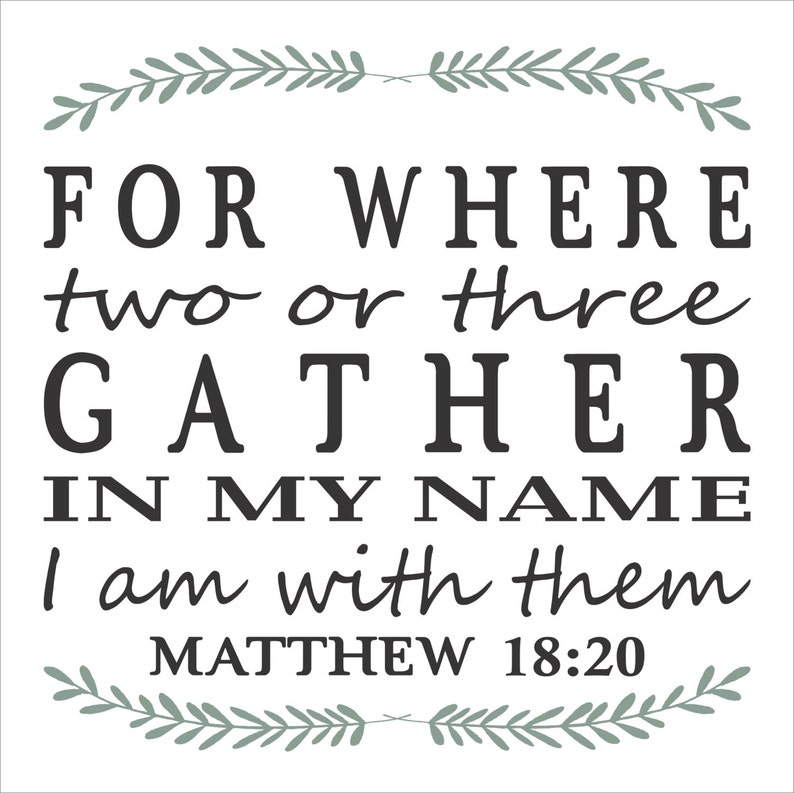 FOR WHERE
two or three
GATHER
IN MY NAME
I am with them
MATTHEW 18:20